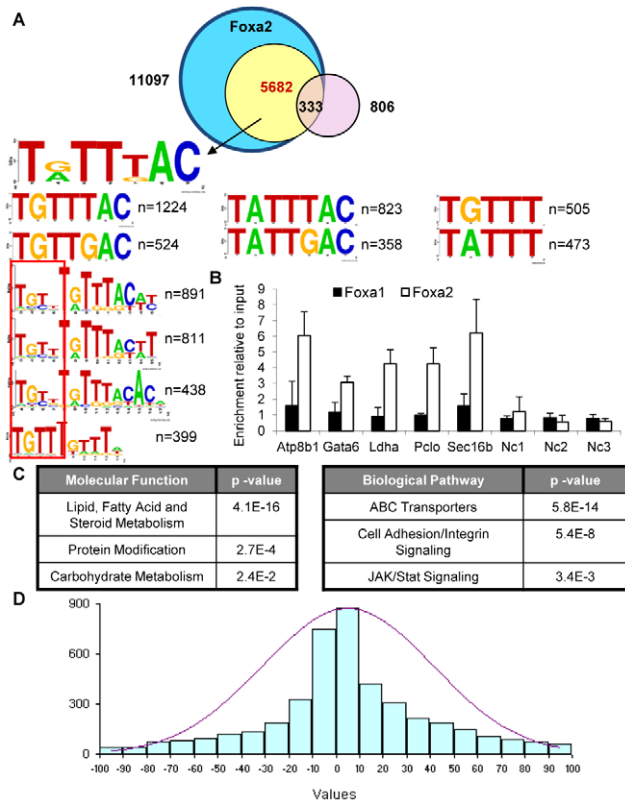 A
Foxa2
11097
5682
333
806
TGTTTAC
TGTTTAC n=1224
TATTTAC n=823
TGTTT n=505
TGTTGAC n=524
TATTGAC n=358
TATTT n=473
n=891
n=811
n=438
n=399
B
Foxa1 Foxa2
Enrichment relative to input
9
8
7
6
5
4
3
2
1
0
Atp8b1 Gata6 Ldha Pclo Sec16b Nc1 Nc2 Nc3
C
Molecular Function p -value
Lipid, Fatty Acid and
Steroid Metabolism 4.1E-16
Protein Modification 2.7E-4
Carbohydrate Metabolism 2.4E-2
Biological Pathway p -value
ABC Transporters 5.8E-14
Cell Adhesion/Integrin
Signaling 5.4E-8
JAK/Stat Signaling 3.4E-3
D
900
600
300
0
-100 -90 -80 -70 -60 -50 -40 -30 -20 -10 0 10 20 30 40 50 60 70 80 90 100
Values